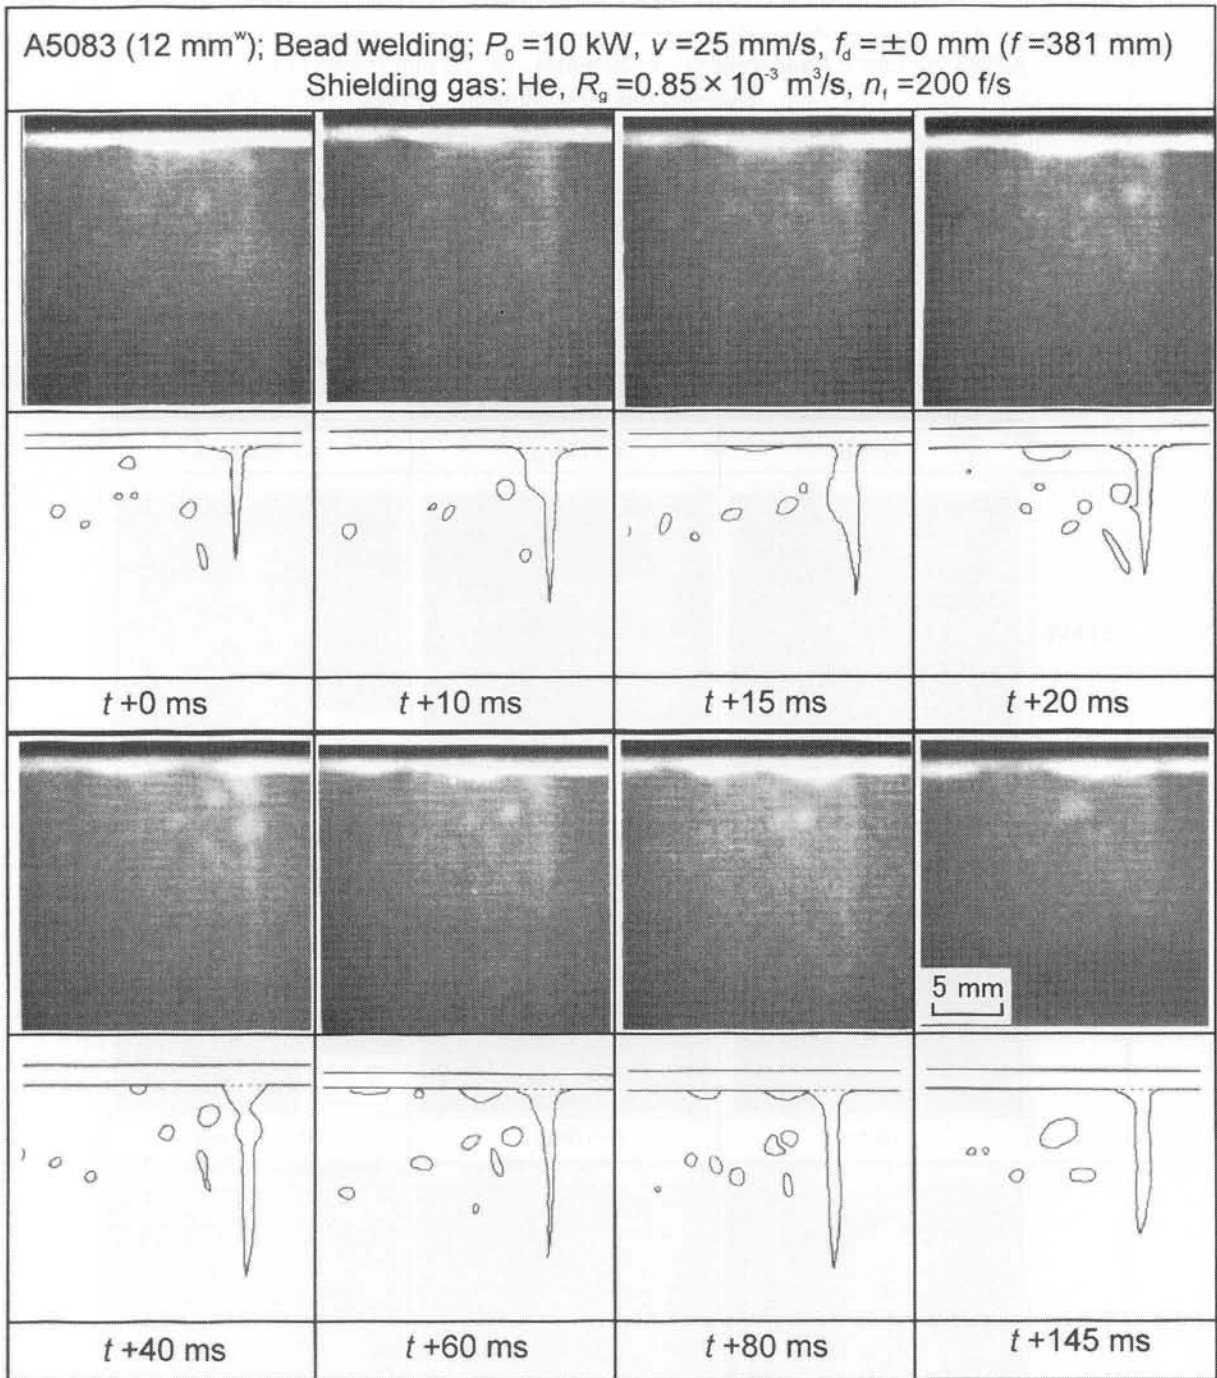 A5083 (12 mmʷ); Bead welding; P₀ =10 kW, v =25 mm/s, f_d =±0 mm (f =381 mm)
Shielding gas: He, R_g =0.85 × 10⁻³ m³/s, n_f =200 f/s
t +0 ms
t +10 ms
t +15 ms
t +20 ms
5 mm
t +40 ms
t +60 ms
t +80 ms
t +145 ms